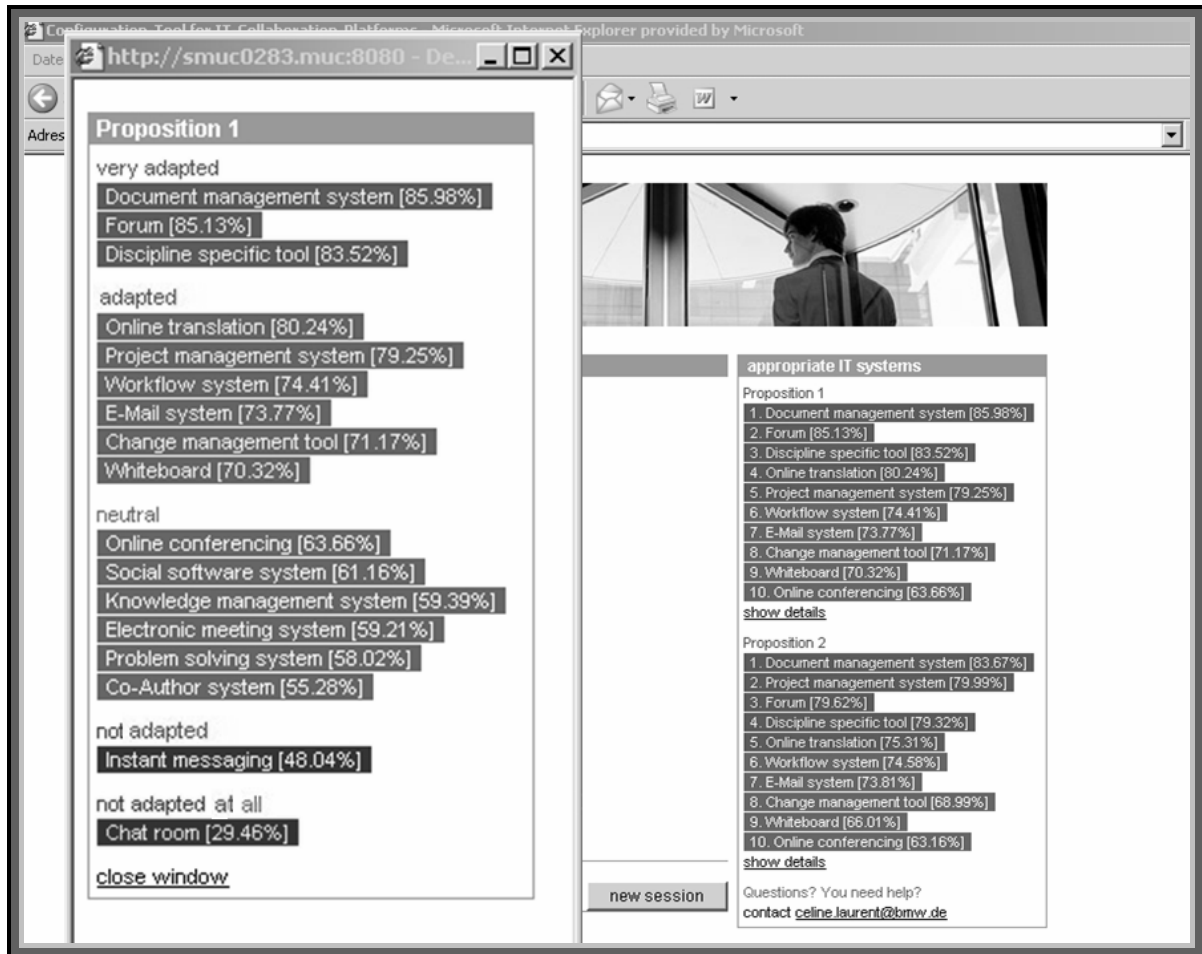 Configuration Tool for IT-Collaboration Platforms - Microsoft Internet Explorer provided by Microsoft
Date
Adres
http://smuc0283.muc:8080 - De...
Proposition 1
very adapted
Document management system [85.98%]
Forum [85.13%]
Discipline specific tool [83.52%]
adapted
Online translation [80.24%]
Project management system [79.25%]
Workflow system [74.41%]
E-Mail system [73.77%]
Change management tool [71.17%]
Whiteboard [70.32%]
neutral
Online conferencing [63.66%]
Social software system [61.16%]
Knowledge management system [59.39%]
Electronic meeting system [59.21%]
Problem solving system [58.02%]
Co-Author system [55.28%]
not adapted
Instant messaging [48.04%]
not adapted at all
Chat room [29.46%]
close window
new session
appropriate IT systems
Proposition 1
1. Document management system [85.98%]
2. Forum [85.13%]
3. Discipline specific tool [83.52%]
4. Online translation [80.24%]
5. Project management system [79.25%]
6. Workflow system [74.41%]
7. E-Mail system [73.77%]
8. Change management tool [71.17%]
9. Whiteboard [70.32%]
10. Online conferencing [63.66%]
show details
Proposition 2
1. Document management system [83.67%]
2. Project management system [79.99%]
3. Forum [79.62%]
4. Discipline specific tool [79.32%]
5. Online translation [75.31%]
6. Workflow system [74.58%]
7. E-Mail system [73.81%]
8. Change management tool [68.99%]
9. Whiteboard [66.01%]
10. Online conferencing [63.16%]
show details
Questions? You need help?
contact celine.laurent@bmw.de